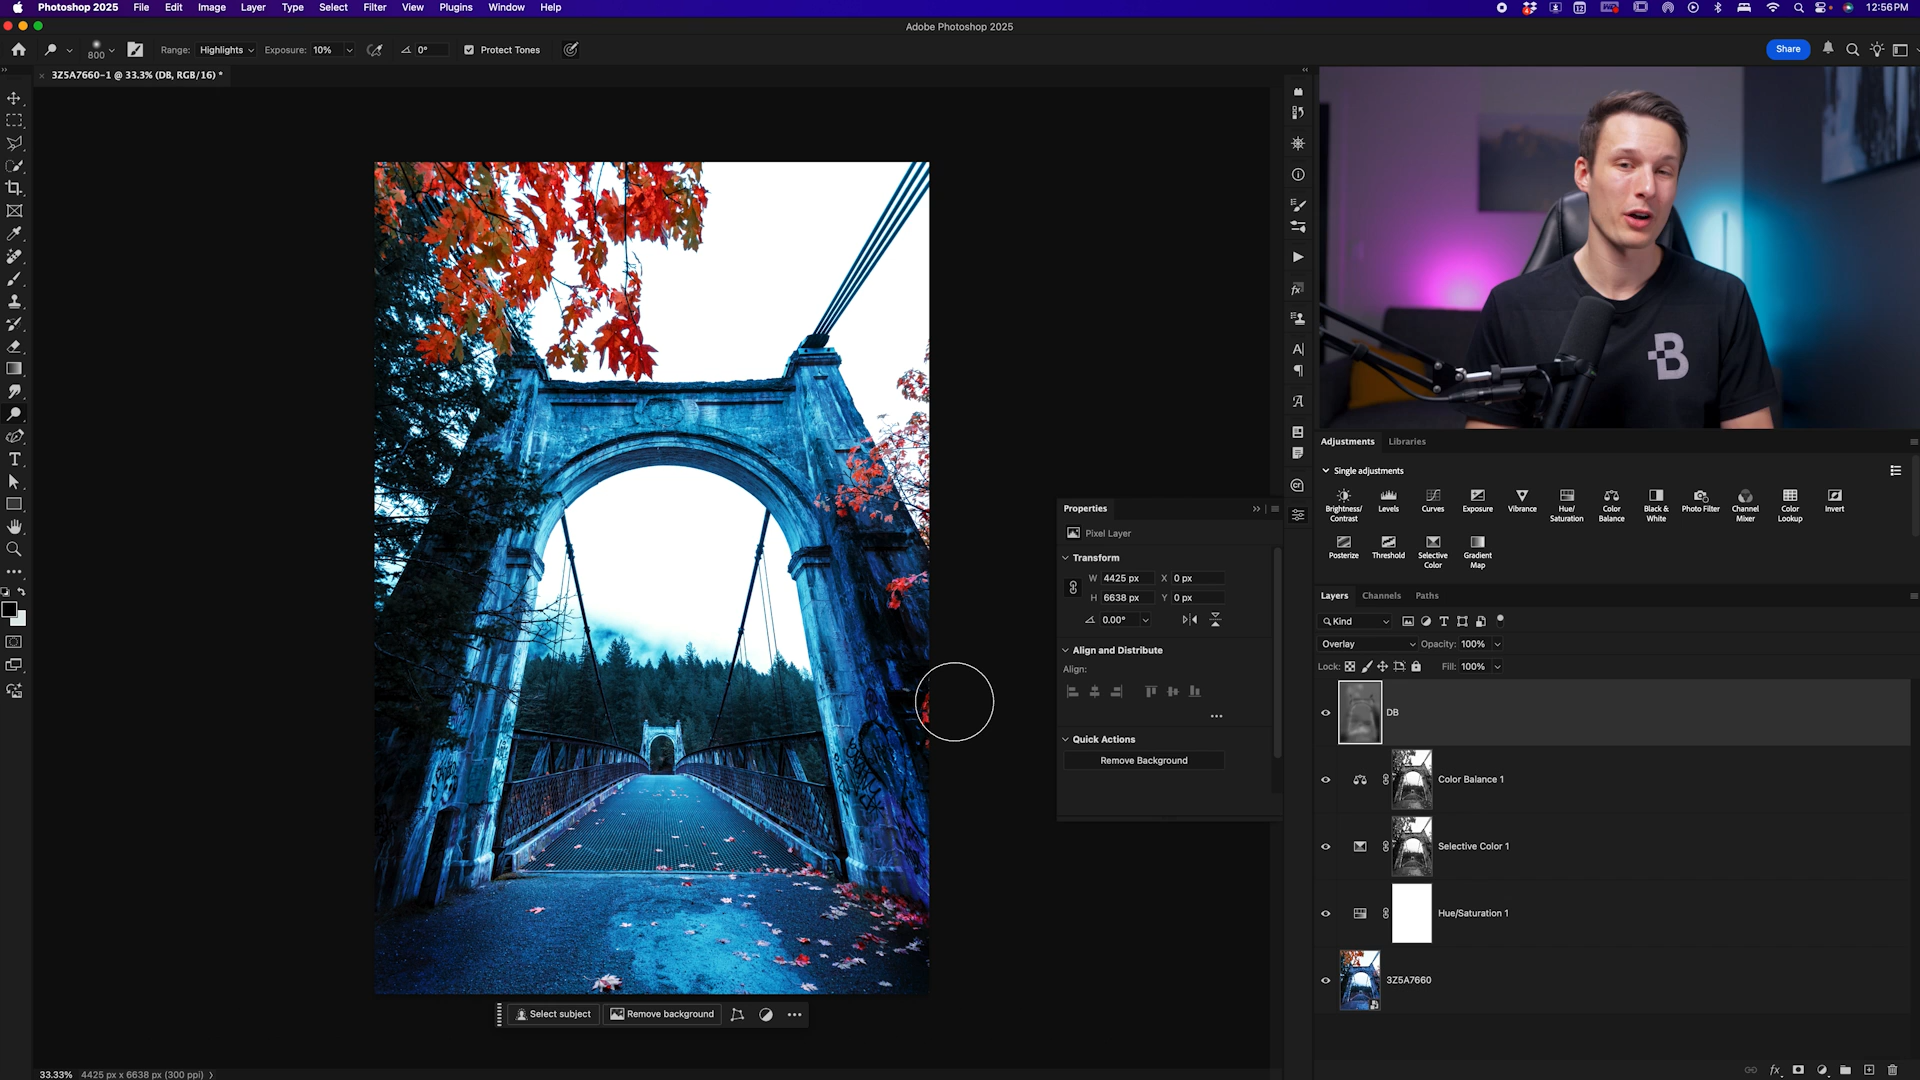 Photoshop 2025 File Edit Image Layer Type Select Filter View Plugins Window Help 12:56PM
Adobe Photoshop 2025
800 Range: Highlights Exposure: 10% 0° Protect Tones Share
3Z5A7660-1 @ 33.3% (DB, RGB/16) *
B
Adjustments Libraries
Single adjustments
Brightness/Contrast Levels Curves Exposure Vibrance Hue/Saturation Color Balance Black & White Photo Filter Channel Mixer Color Lookup Invert
Posterize Threshold Selective Color Gradient Map
Properties
Pixel Layer
Transform
W 4425 px X 0 px
H 6638 px Y 0 px
0.00°
Align and Distribute
Align:
Quick Actions
Remove Background
Layers Channels Paths
Kind
Overlay Opacity: 100%
Lock: Fill: 100%
DB
Color Balance 1
Selective Color 1
Hue/Saturation 1
3Z5A7660
Select subject Remove background
33.33% 4425 px x 6638 px (300 ppi)